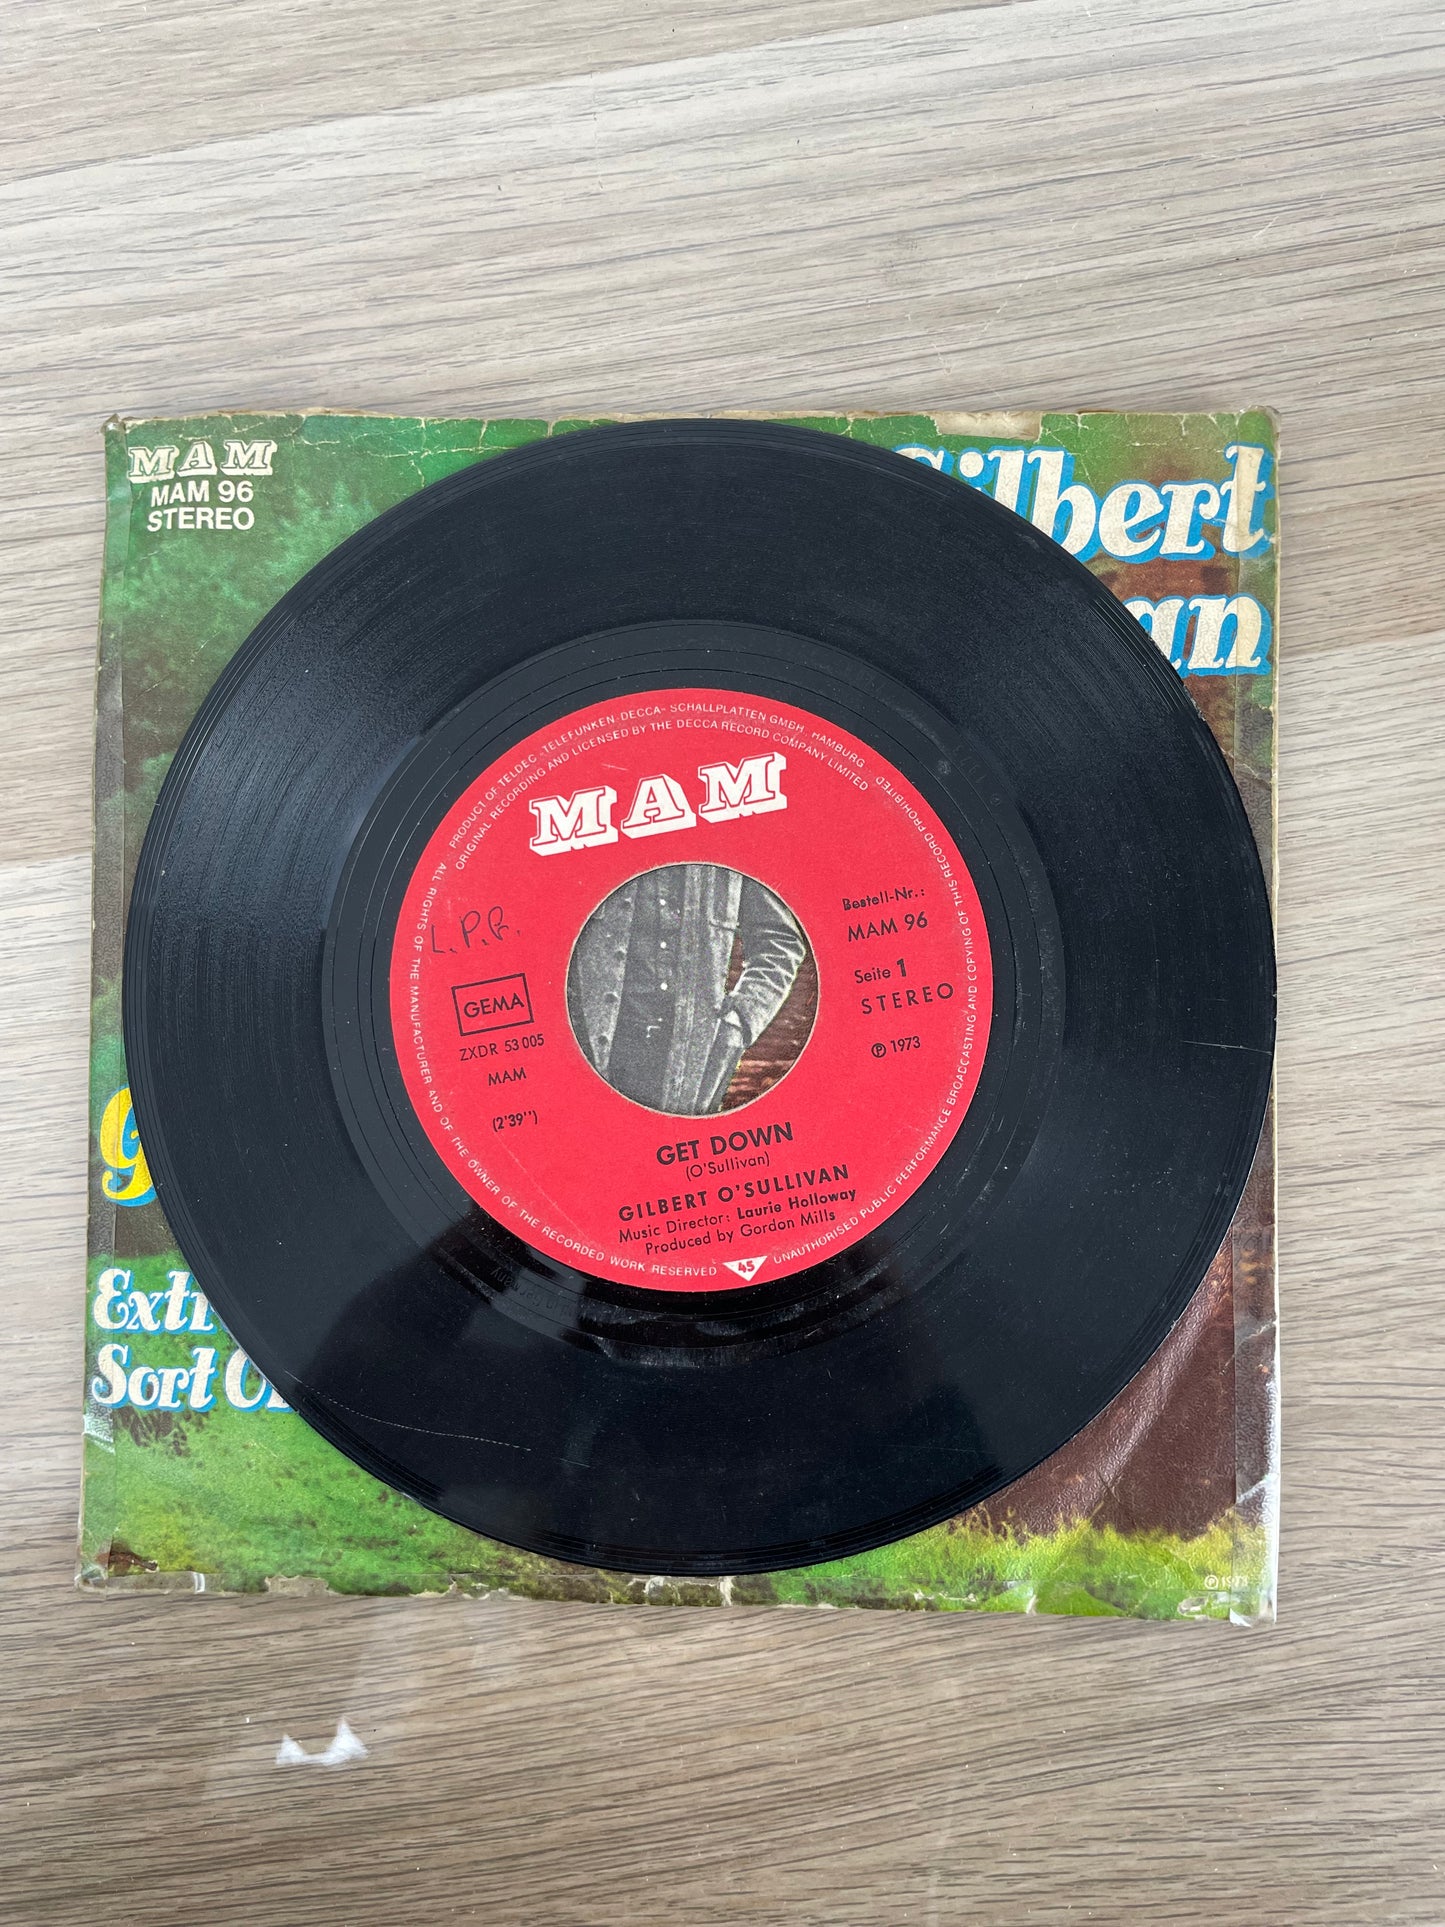 MAM
MAM 96
STEREO
Gilbert
ALL RIGHTS OF THE MANUFACTURER AND OF THE OWNER OF THE RECORDED WORK RESERVED
PRODUCT OF TELDEC »TELEFUNKEN-DECCA« SCHALLPLATTEN GMBH, HAMBURG
ORIGINAL RECORDING AND LICENSED BY THE DECCA RECORD COMPANY LIMITED
UNAUTHORISED PUBLIC PERFORMANCE BROADCASTING AND COPYING OF THIS RECORD PROHIBITED
MAM
L.P.G.
GEMA
ZXDR 53 005
MAM
(2'39'')
Bestell-Nr.:
MAM 96
Seite 1
STEREO
℗ 1973
GET DOWN
(O'Sullivan)
GILBERT O'SULLIVAN
Music Director: Laurie Holloway
Produced by Gordon Mills
45
Sort
℗ 1973